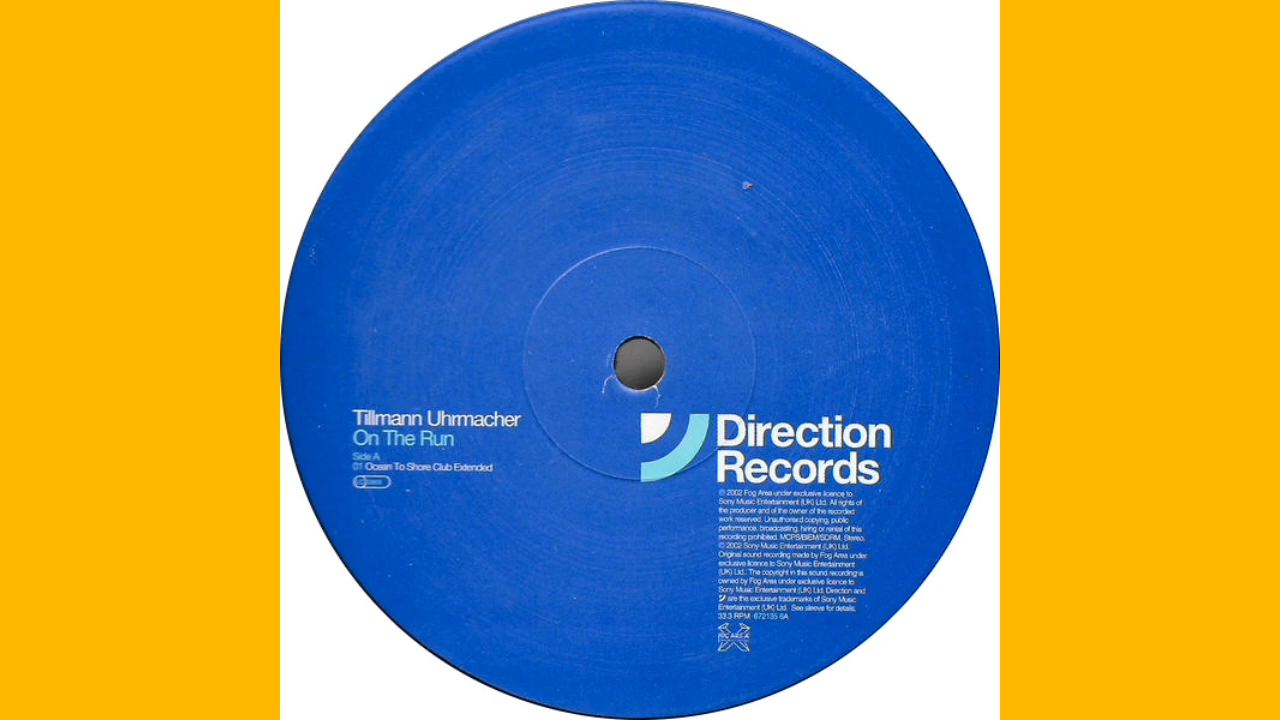 Tillmann Uhrmacher
On The Run
Side A
01 Ocean To Shore Club Extended
Direction
Records
℗ 2002 Fog Area under exclusive licence to
Sony Music Entertainment (UK) Ltd. All rights of
the producer and of the owner of the recorded
work reserved. Unauthorised copying, public
performance, broadcasting, hiring or rental of this
recording prohibited. MCPS/BIEM/SDRM. Stereo.
© 2002 Sony Music Entertainment (UK) Ltd.
Original sound recording made by Fog Area under
exclusive licence to Sony Music Entertainment
(UK) Ltd.. The copyright in this sound recording is
owned by Fog Area under exclusive licence to
Sony Music Entertainment (UK) Ltd. Direction and
are the exclusive trademarks of Sony Music
Entertainment (UK) Ltd. See sleeve for details.
33.3 RPM 672135 6A
FOG AREA